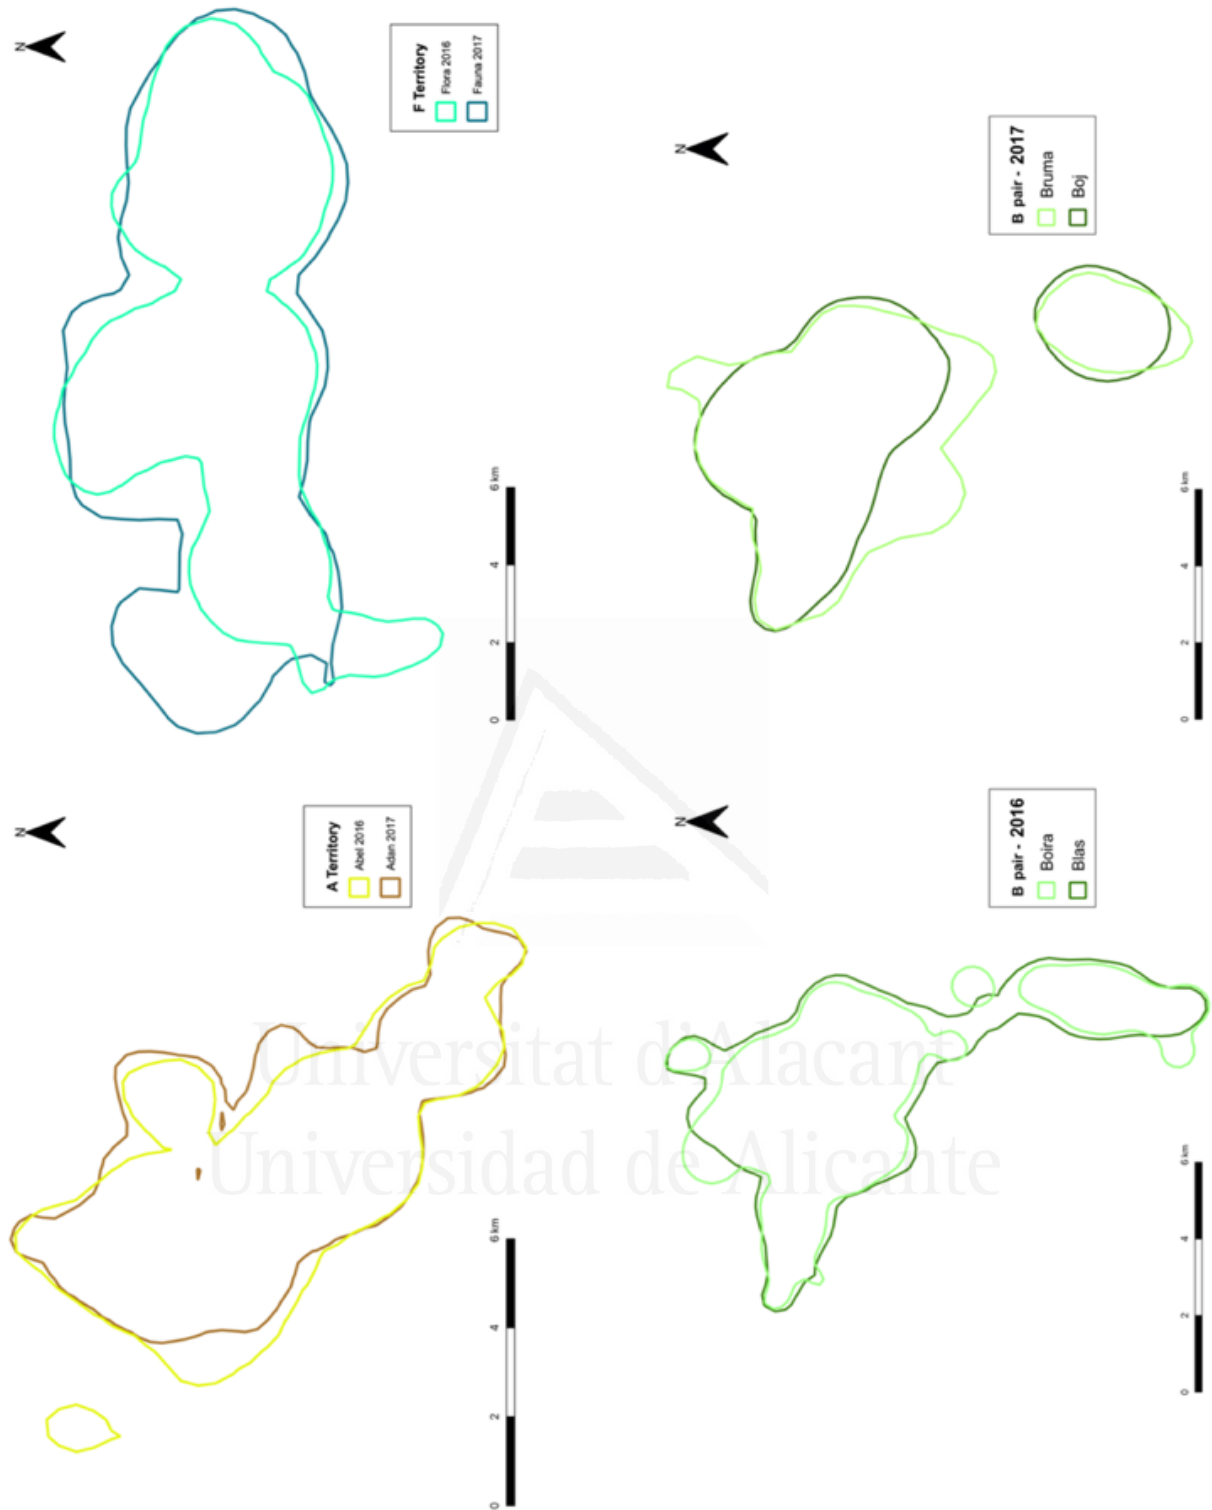 N
A Territory
Abel 2016
Adan 2017
0 2 4 6 km
N
F Territory
Flora 2016
Fauna 2017
0 2 4 6 km
Universitat d'Alacant
Universidad de Alicante
N
B pair - 2016
Boira
Blas
0 2 4 6 km
N
B pair - 2017
Bruma
Boj
0 2 4 6 km